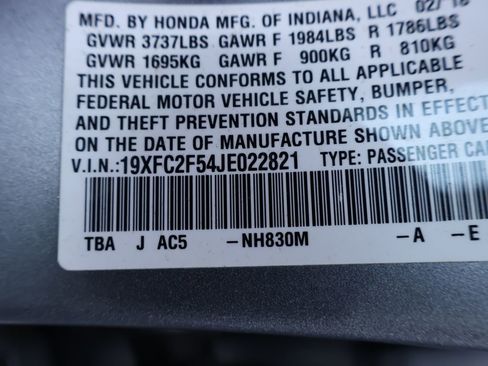 MFD. BY HONDA MFG. OF INDIANA, LLC 02/18
GVWR 3737LBS GAWR F 1984LBS R 1786LBS
GVWR 1695KG GAWR F 900KG R 810KG
THIS VEHICLE CONFORMS TO ALL APPLICABLE
FEDERAL MOTOR VEHICLE SAFETY, BUMPER,
AND THEFT PREVENTION STANDARDS IN EFFECT
ON THE DATE OF MANUFACTURE SHOWN ABOVE
V.I.N.:19XFC2F54JE022821 TYPE: PASSENGER CAR
TBA J AC5 -NH830M -A -E